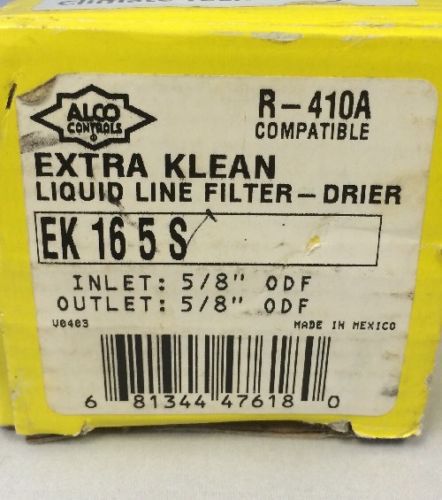 ALCO
CONTROLS
R-410A
COMPATIBLE
EXTRA KLEAN
LIQUID LINE FILTER-DRIER
EK 16 5 S
INLET: 5/8" ODF
OUTLET: 5/8" ODF
V0403
MADE IN MEXICO
6 81344 47618 0